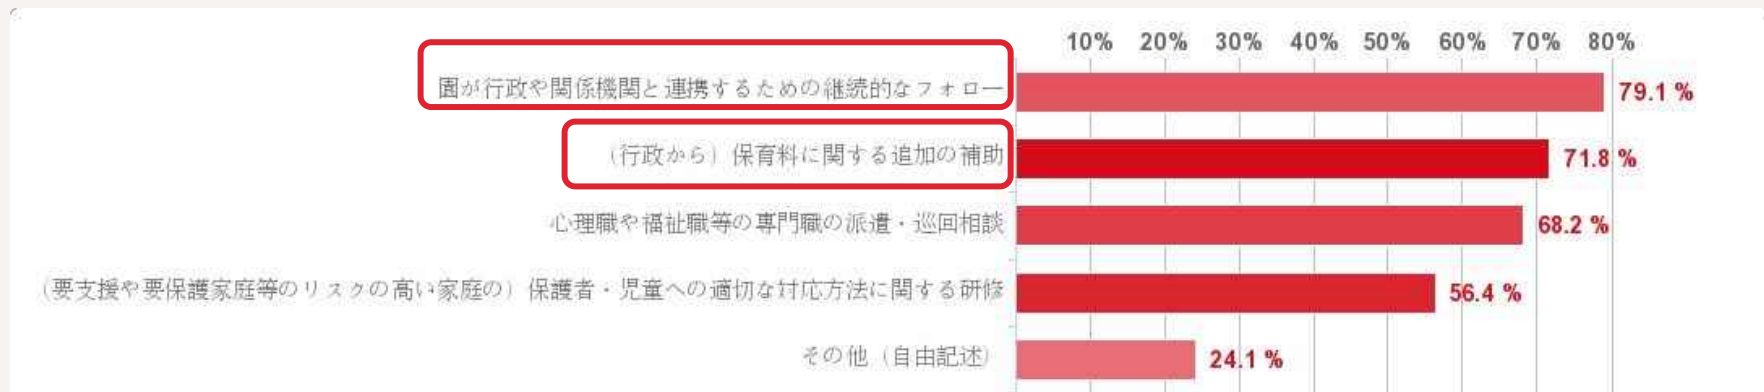 10% 20% 30% 40% 50% 60% 70% 80%
園が行政や関係機関と連携するための継続的なフォロー 79.1 %
（行政から）保育料に関する追加の補助 71.8 %
心理職や福祉職等の専門職の派遣・巡回相談 68.2 %
（要支援や要保護家庭等のリスクの高い家庭の）保護者・児童への適切な対応方法に関する研修 56.4 %
その他（自由記述） 24.1 %